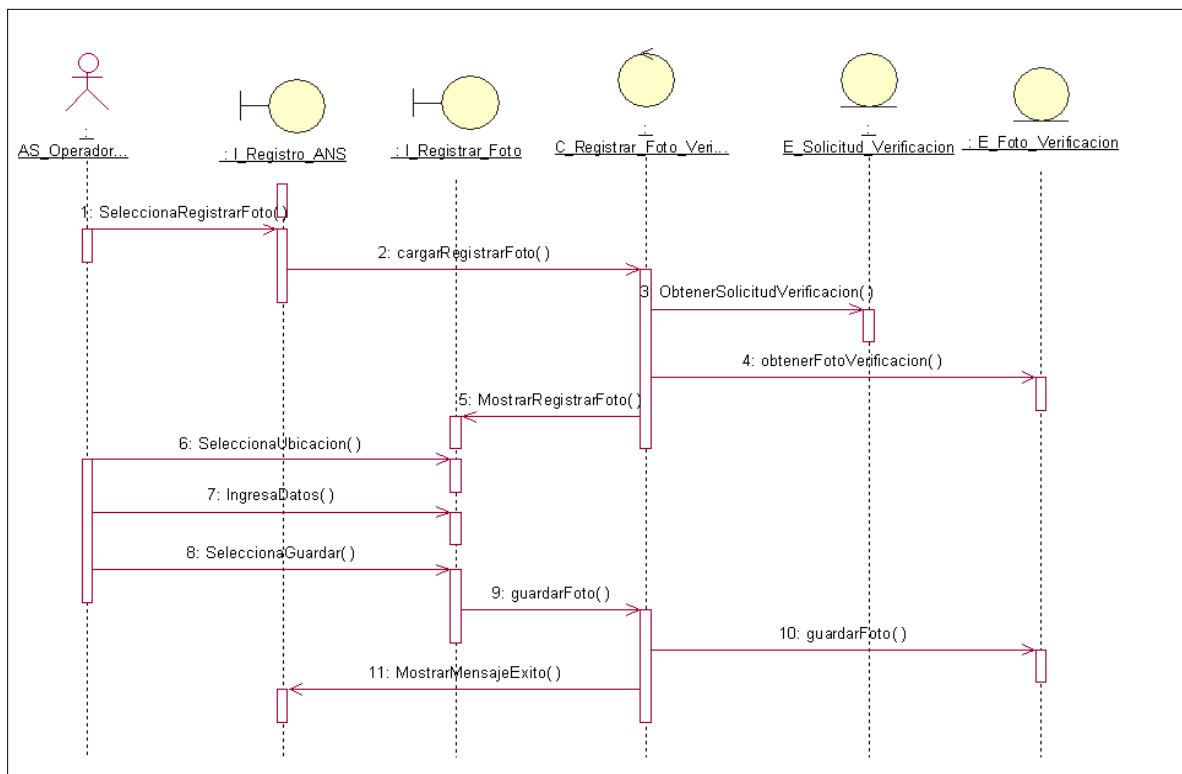 :
AS_Operador...
: I_Registro_ANS
: I_Registrar_Foto
:
C_Registrar_Foto_Veri...
:
E_Solicitud_Verificacion
: E_Foto_Verificacion
1: SeleccionaRegistrarFoto( )
2: cargarRegistrarFoto( )
3: ObtenerSolicitudVerificacion( )
4: obtenerFotoVerificacion( )
5: MostrarRegistrarFoto( )
6: SeleccionaUbicacion( )
7: IngresaDatos( )
8: SeleccionaGuardar( )
9: guardarFoto( )
10: guardarFoto( )
11: MostrarMensajeExito( )